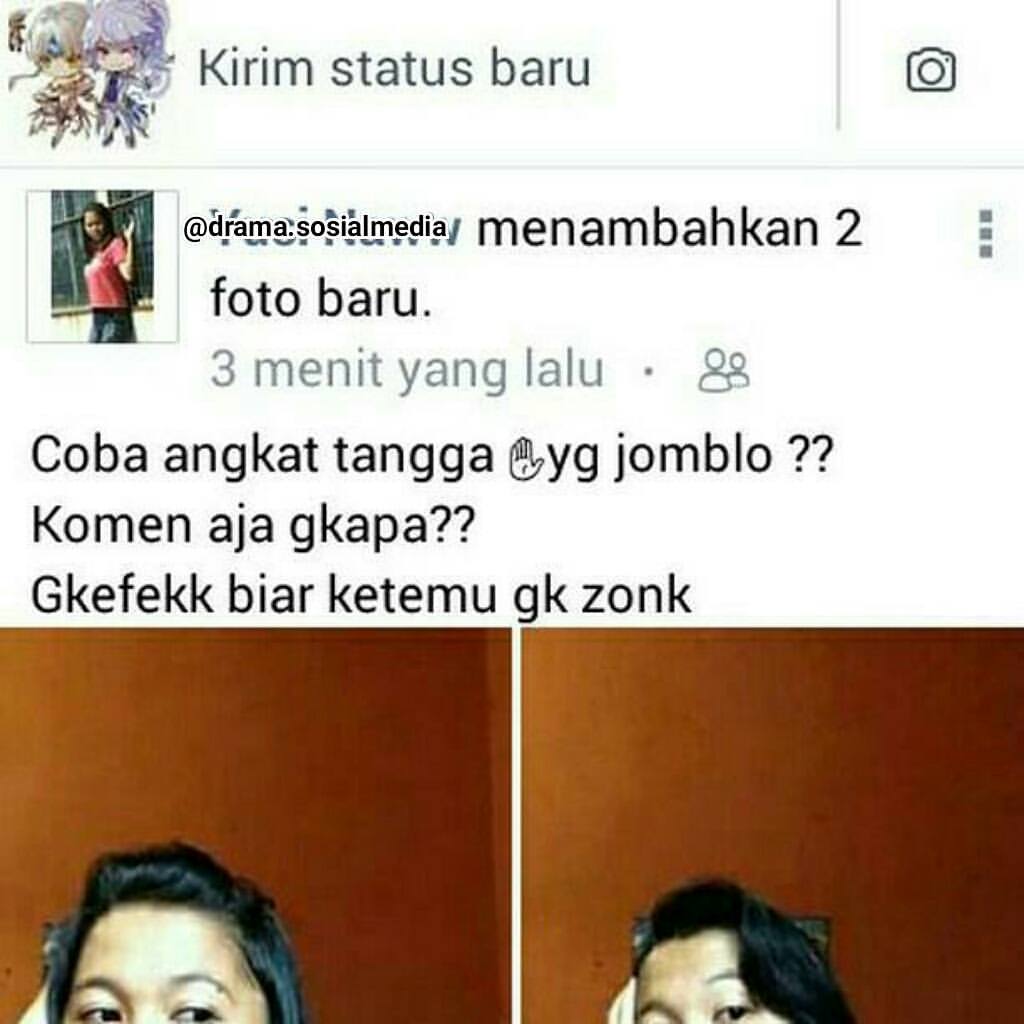 Kirim status baru
@drama.sosialmedia menambahkan 2
foto baru.
3 menit yang lalu ·
Coba angkat tangga ✋yg jomblo ??
Komen aja gkapa??
Gkefekk biar ketemu gk zonk